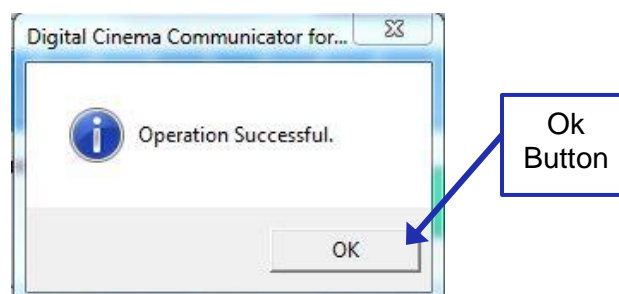 Digital Cinema Communicator for...
Operation Successful.
Ok
Button
OK